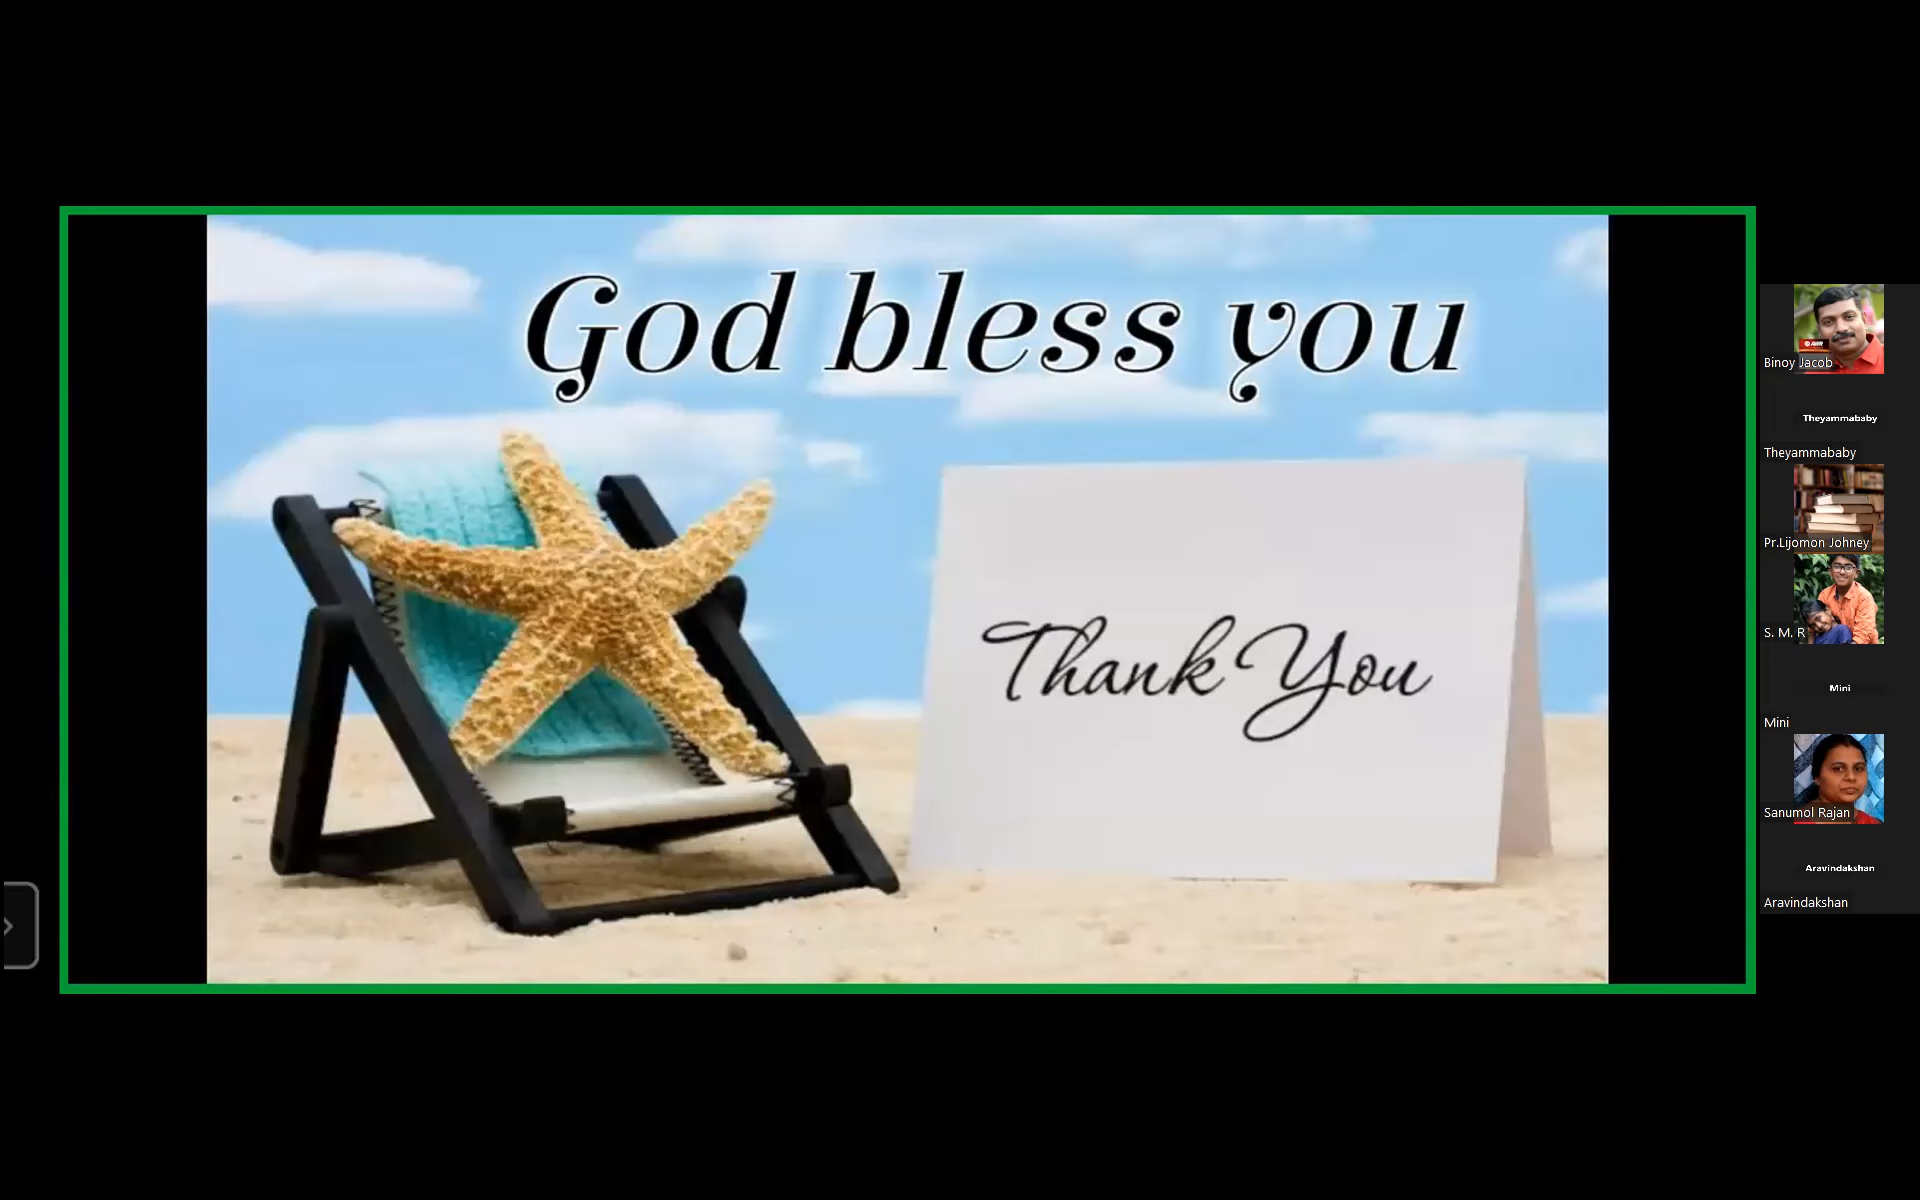 God bless you
Thank You
Binoy Jacob
Theyammababy
Theyammababy
Pr.Lijomon Johney
S. M. R
Mini
Mini
Sanumol Rajan
Aravindakshan
Aravindakshan